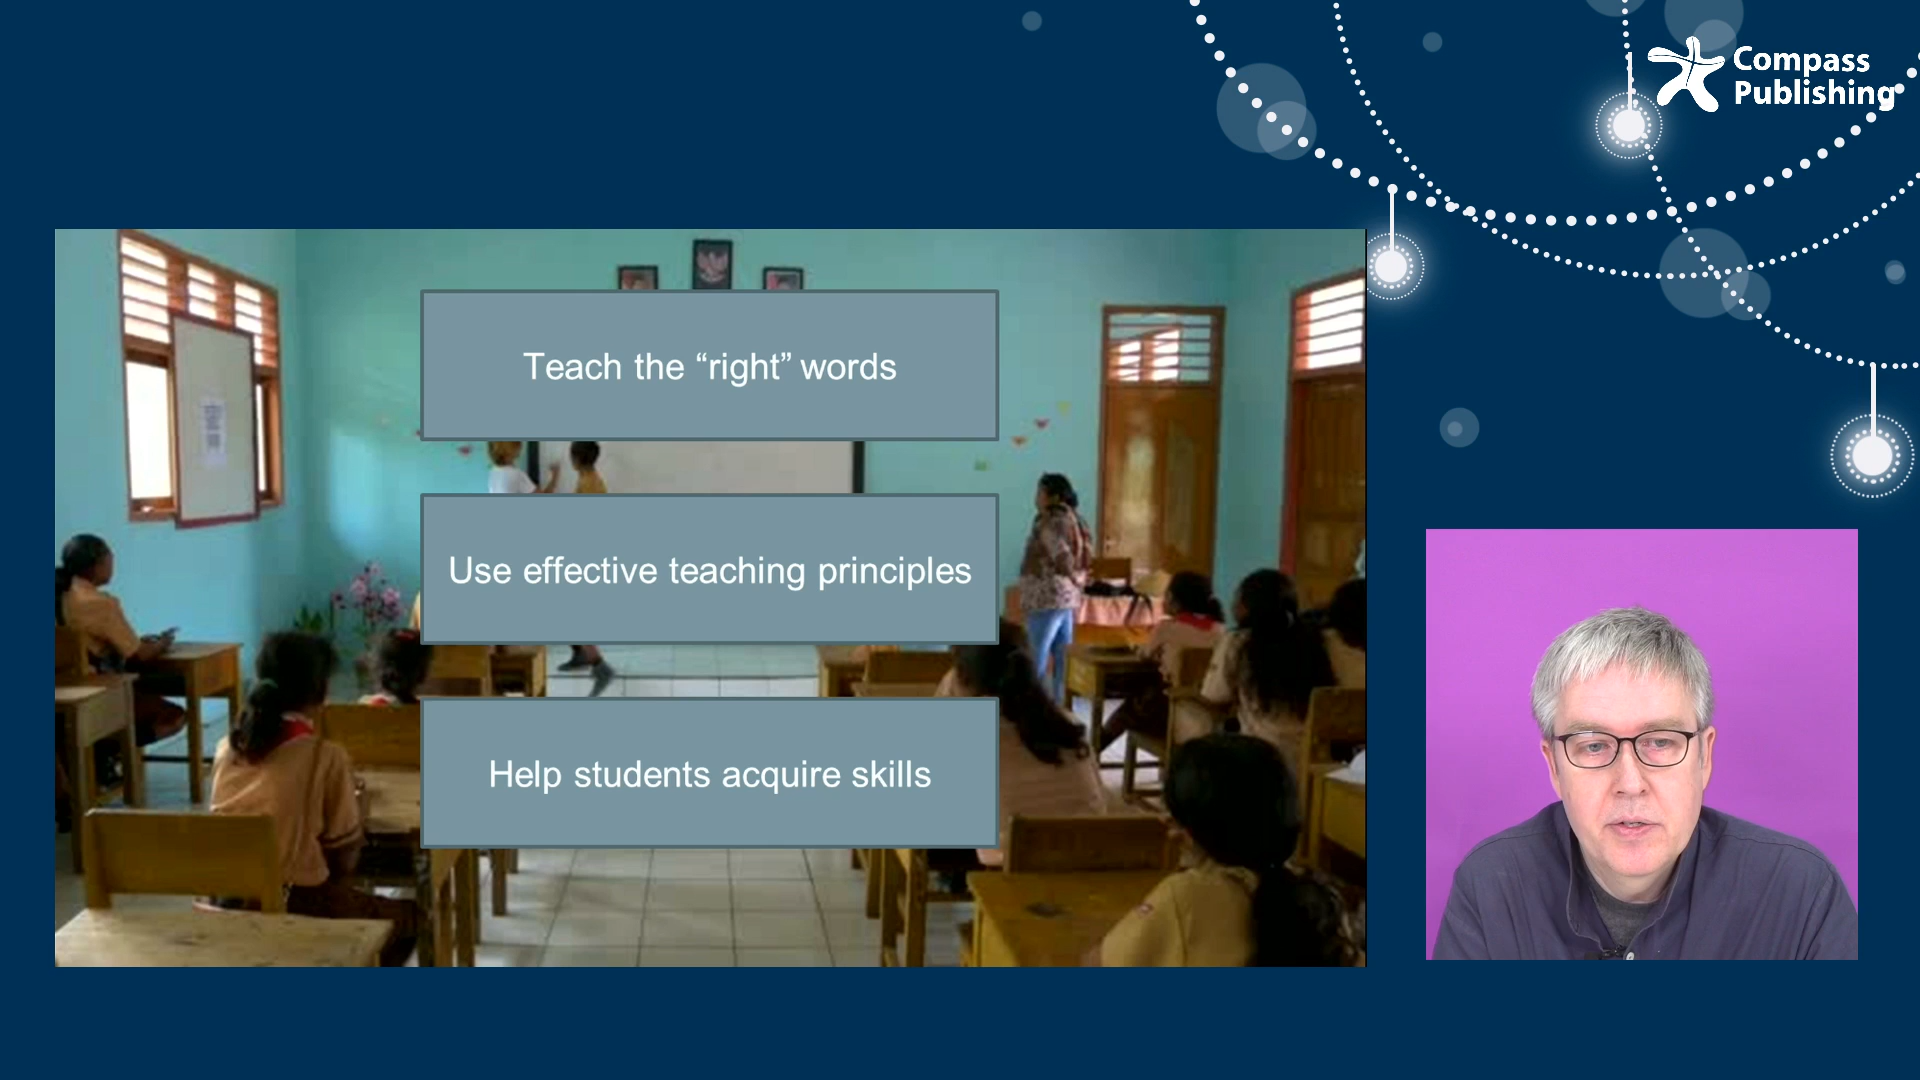 Compass
Publishing
Teach the “right” words
Use effective teaching principles
Help students acquire skills